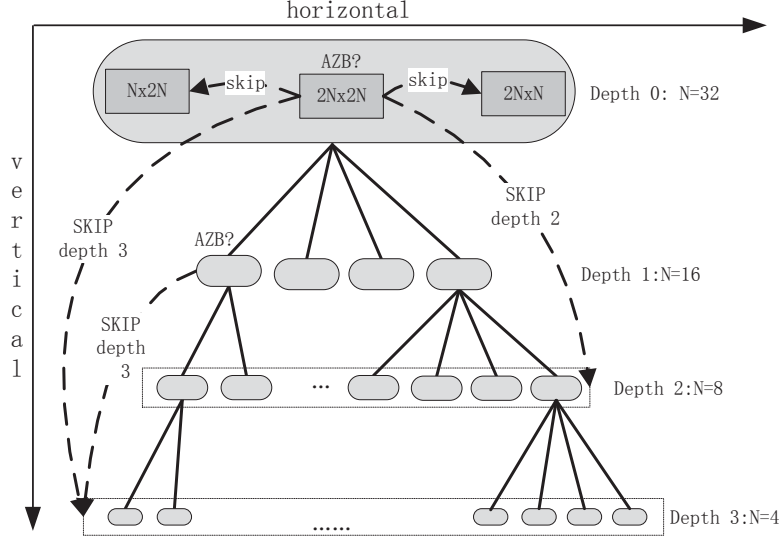 horizontal
AZB?
Nx2N
skip
2Nx2N
skip
2NxN
Depth 0: N=32
vertical
SKIP
depth 2
SKIP
depth 3
AZB?
Depth 1:N=16
SKIP
depth
3
...
Depth 2:N=8
......
Depth 3:N=4